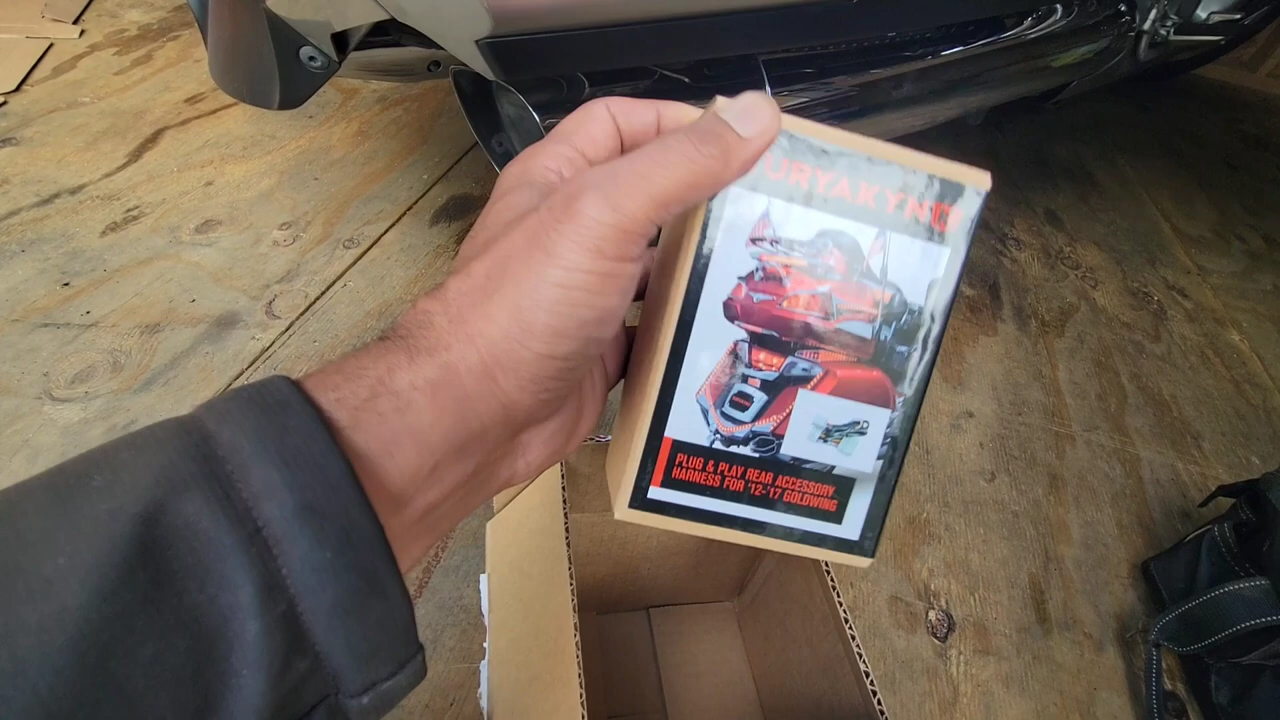 URYAKYN
PLUG & PLAY REAR ACCESSORY
HARNESS FOR '12-'17 GOLDWING